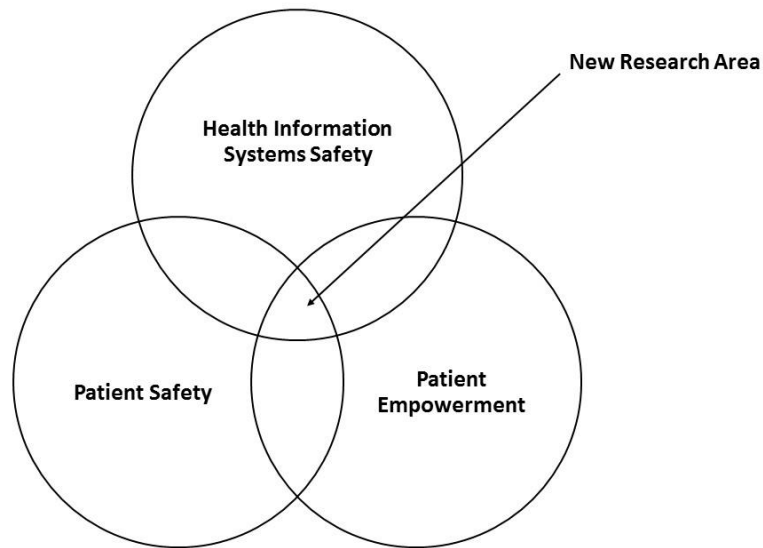 New Research Area
Health Information
Systems Safety
Patient Safety
Patient
Empowerment